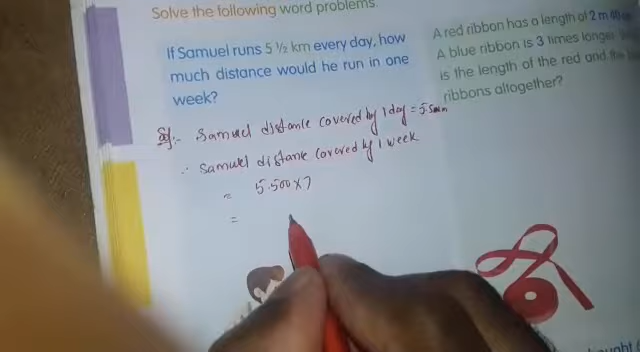 Solve the following word problems.
If Samuel runs 5 ½ km every day, how
much distance would he run in one
week?
A red ribbon has a length of 2 m
A blue ribbon is 3 times longer
is the length of the red and the
ribbons altogether?
Samuel distance covered by 1 day =
∴ Samuel distance covered by 1 week
= 5.500 × 7
=